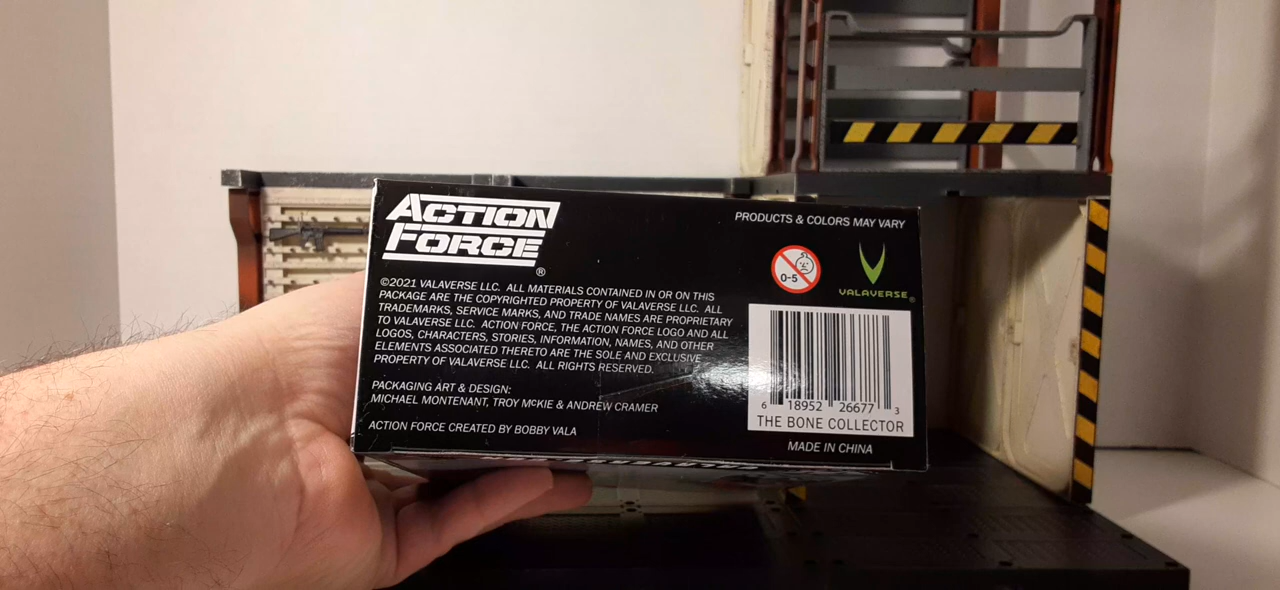 ACTION
FORCE
®
©2021 VALAVERSE LLC. ALL MATERIALS CONTAINED IN OR ON THIS
PACKAGE ARE THE COPYRIGHTED PROPERTY OF VALAVERSE LLC. ALL
TRADEMARKS, SERVICE MARKS, AND TRADE NAMES ARE PROPRIETARY
TO VALAVERSE LLC. ACTION FORCE, THE ACTION FORCE LOGO AND ALL
LOGOS, CHARACTERS, STORIES, INFORMATION, NAMES, AND OTHER
ELEMENTS ASSOCIATED THERETO ARE THE SOLE AND EXCLUSIVE
PROPERTY OF VALAVERSE LLC. ALL RIGHTS RESERVED.
PACKAGING ART & DESIGN:
MICHAEL MONTENANT, TROY McKIE & ANDREW CRAMER
ACTION FORCE CREATED BY BOBBY VALA
PRODUCTS & COLORS MAY VARY
0-5
VALAVERSE®
6 18952 26677 3
THE BONE COLLECTOR
MADE IN CHINA